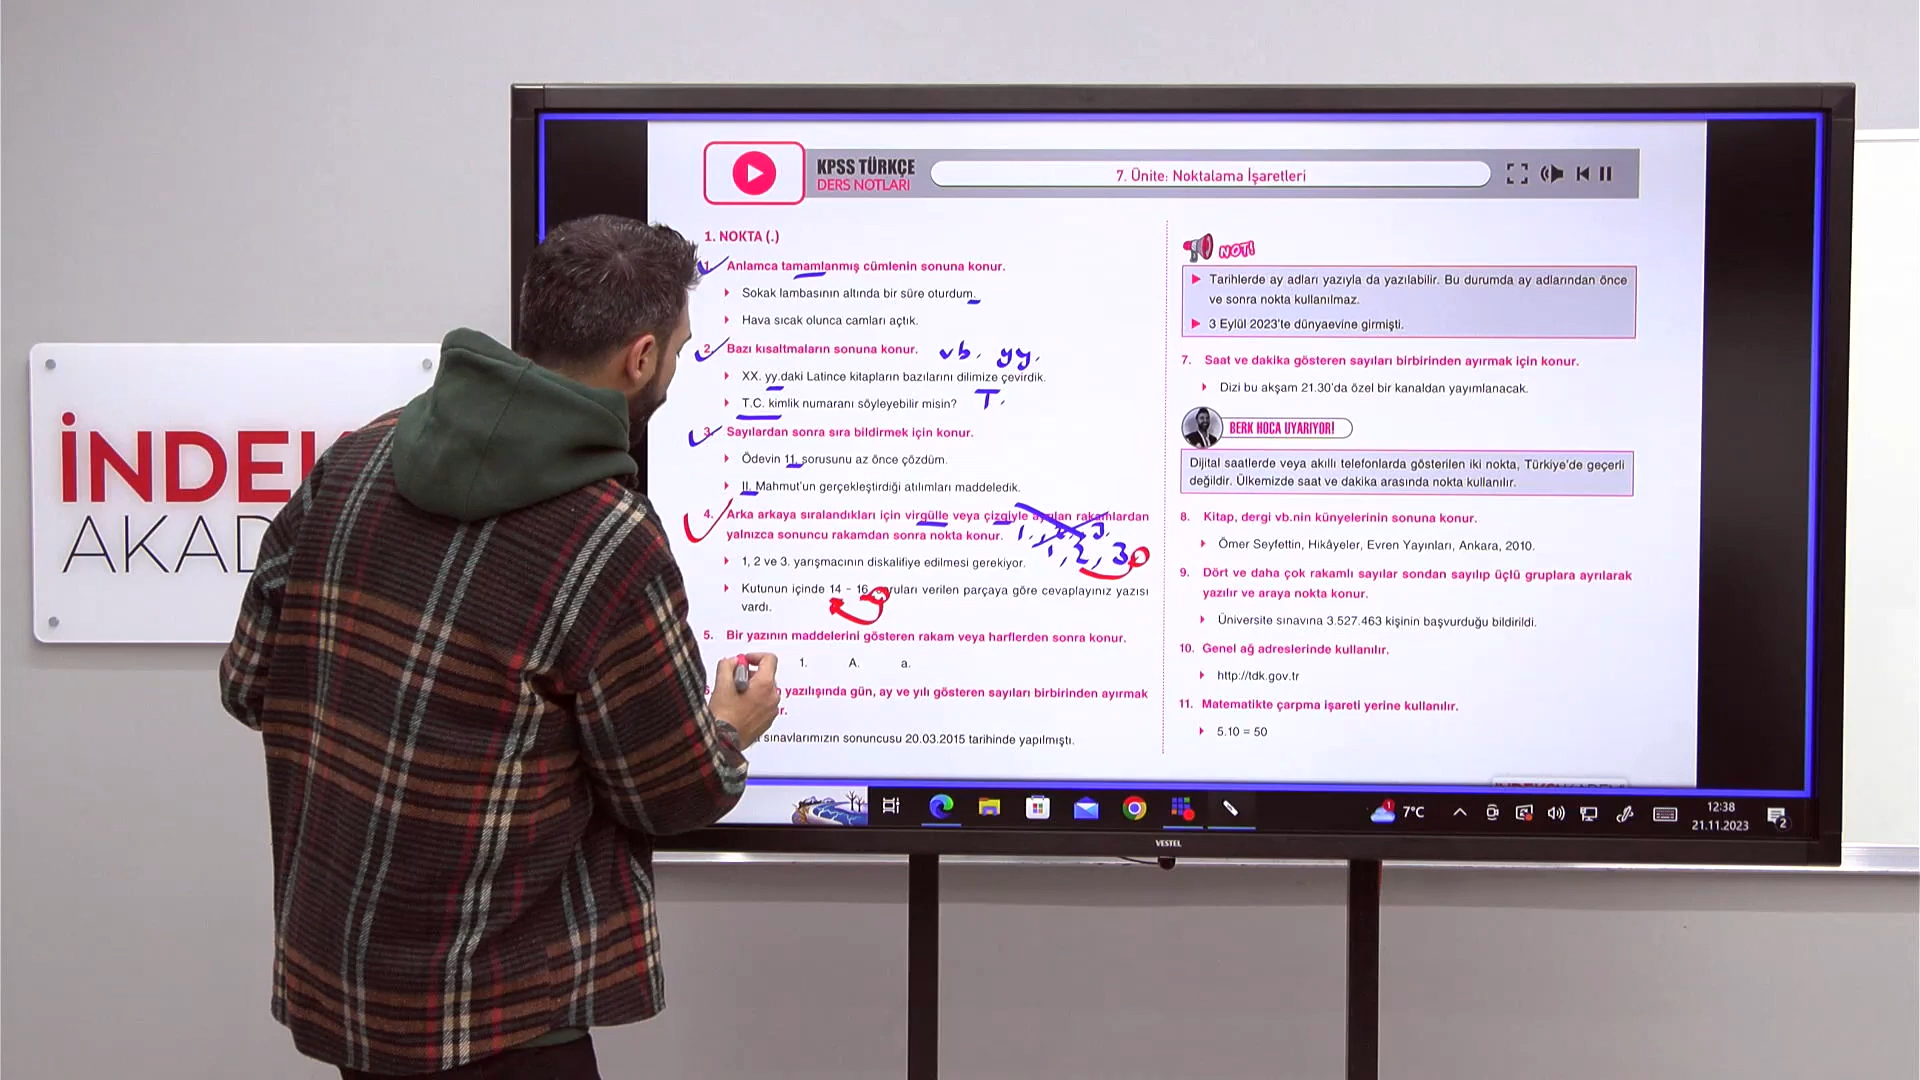 İNDEK
AKAD
KPSS TÜRKÇE
DERS NOTLARI
7. Ünite: Noktalama İşaretleri
1. NOKTA (.)
1. Anlamca tamamlanmış cümlenin sonuna konur.
Sokak lambasının altında bir süre oturdum.
Hava sıcak olunca camları açtık.
2. Bazı kısaltmaların sonuna konur.
vb. yy.
XX. yy.daki Latince kitapların bazılarını dilimize çevirdik.
T.C. kimlik numaranı söyleyebilir misin?
T.
3. Sayılardan sonra sıra bildirmek için konur.
Ödevin 11. sorusunu az önce çözdüm.
II. Mahmut'un gerçekleştirdiği atılımları maddeledik.
4. Arka arkaya sıralandıkları için virgülle veya çizgiyle ayrılan rakamlardan
yalnızca sonuncu rakamdan sonra nokta konur.
1, 2, 3
1, 2 ve 3. yarışmacının diskalifiye edilmesi gerekiyor.
Kutunun içinde 14 - 16. soruları verilen parçaya göre cevaplayınız yazısı
vardı.
5. Bir yazının maddelerini gösteren rakam veya harflerden sonra konur.
1. A. a.
6. yazılışında gün, ay ve yılı gösteren sayıları birbirinden ayırmak
sınavlarımızın sonuncusu 20.03.2015 tarihinde yapılmıştı.
NOT!
Tarihlerde ay adları yazıyla da yazılabilir. Bu durumda ay adlarından önce
ve sonra nokta kullanılmaz.
3 Eylül 2023'te dünyaevine girmişti.
7. Saat ve dakika gösteren sayıları birbirinden ayırmak için konur.
Dizi bu akşam 21.30'da özel bir kanaldan yayımlanacak.
BERK HOCA UYARIYOR!
Dijital saatlerde veya akıllı telefonlarda gösterilen iki nokta, Türkiye'de geçerli
değildir. Ülkemizde saat ve dakika arasında nokta kullanılır.
8. Kitap, dergi vb.nin künyelerinin sonuna konur.
Ömer Seyfettin, Hikâyeler, Evren Yayınları, Ankara, 2010.
9. Dört ve daha çok rakamlı sayılar sondan sayılıp üçlü gruplara ayrılarak
yazılır ve araya nokta konur.
Üniversite sınavına 3.527.463 kişinin başvurduğu bildirildi.
10. Genel ağ adreslerinde kullanılır.
http://tdk.gov.tr
11. Matematikte çarpma işareti yerine kullanılır.
5.10 = 50
1
7°C
12:38
21.11.2023
2
VESTEL